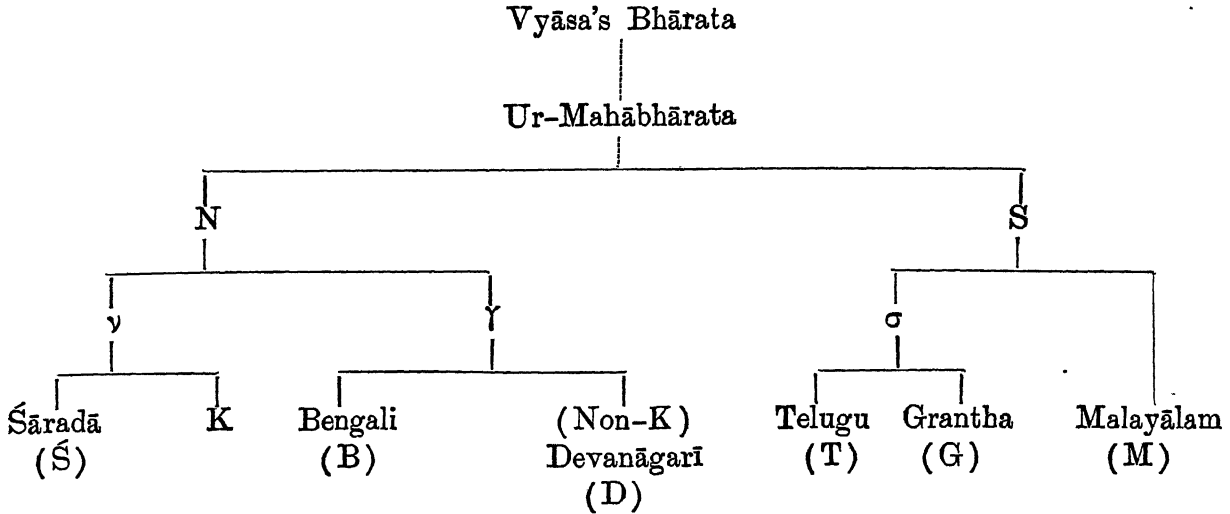 Vyāsa's Bhārata
Ur-Mahābhārata
N
S
ν
γ
σ
Śāradā
(Ś)
K
Bengali
(B)
(Non-K)
Devanāgarī
(D)
Telugu
(T)
Grantha
(G)
Malayālam
(M)